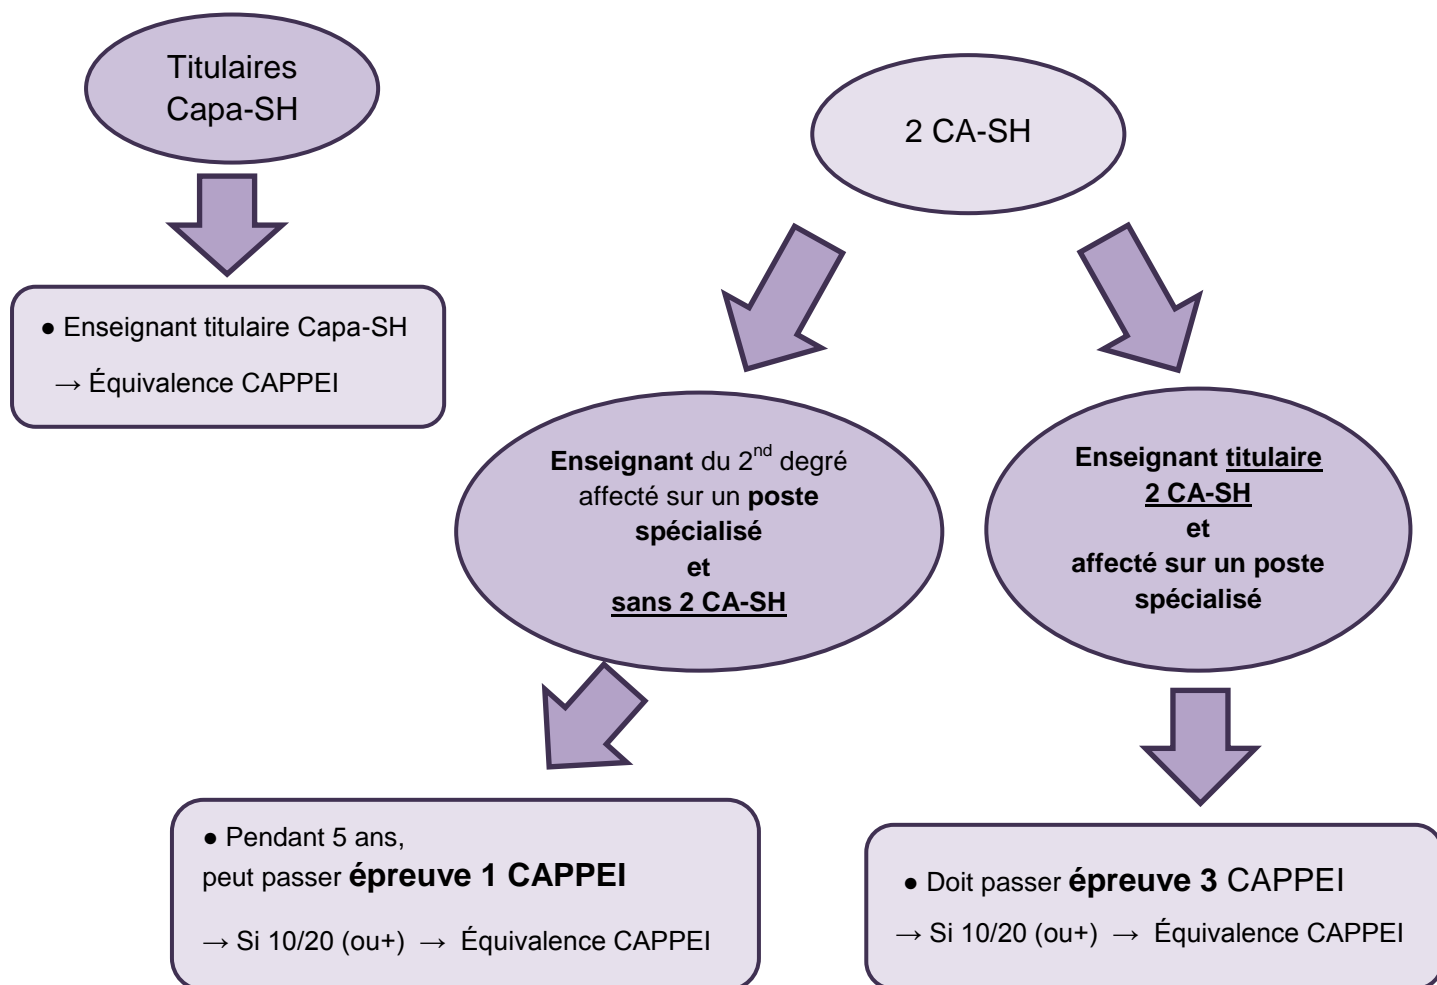 Titulaires
Capa-SH
2 CA-SH
● Enseignant titulaire Capa-SH
→ Équivalence CAPPEI
Enseignant du 2nd degré
affecté sur un poste
spécialisé
et
sans 2 CA-SH
Enseignant titulaire
2 CA-SH
et
affecté sur un poste
spécialisé
● Pendant 5 ans,
peut passer épreuve 1 CAPPEI
→ Si 10/20 (ou+) → Équivalence CAPPEI
● Doit passer épreuve 3 CAPPEI
→ Si 10/20 (ou+) → Équivalence CAPPEI